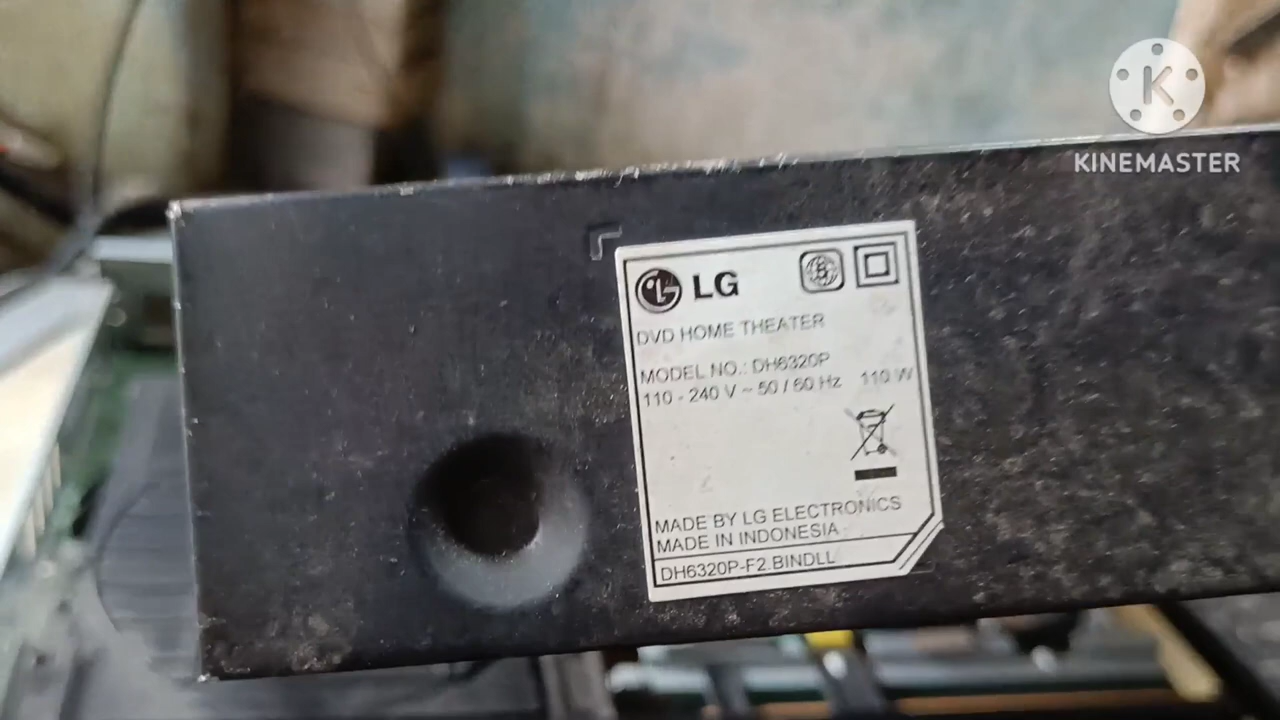 KINEMASTER
LG
DVD HOME THEATER
MODEL NO.: DH6320P
110 - 240 V ~ 50 / 60 Hz 110 W
MADE BY LG ELECTRONICS
MADE IN INDONESIA
DH6320P-F2.BINDLL